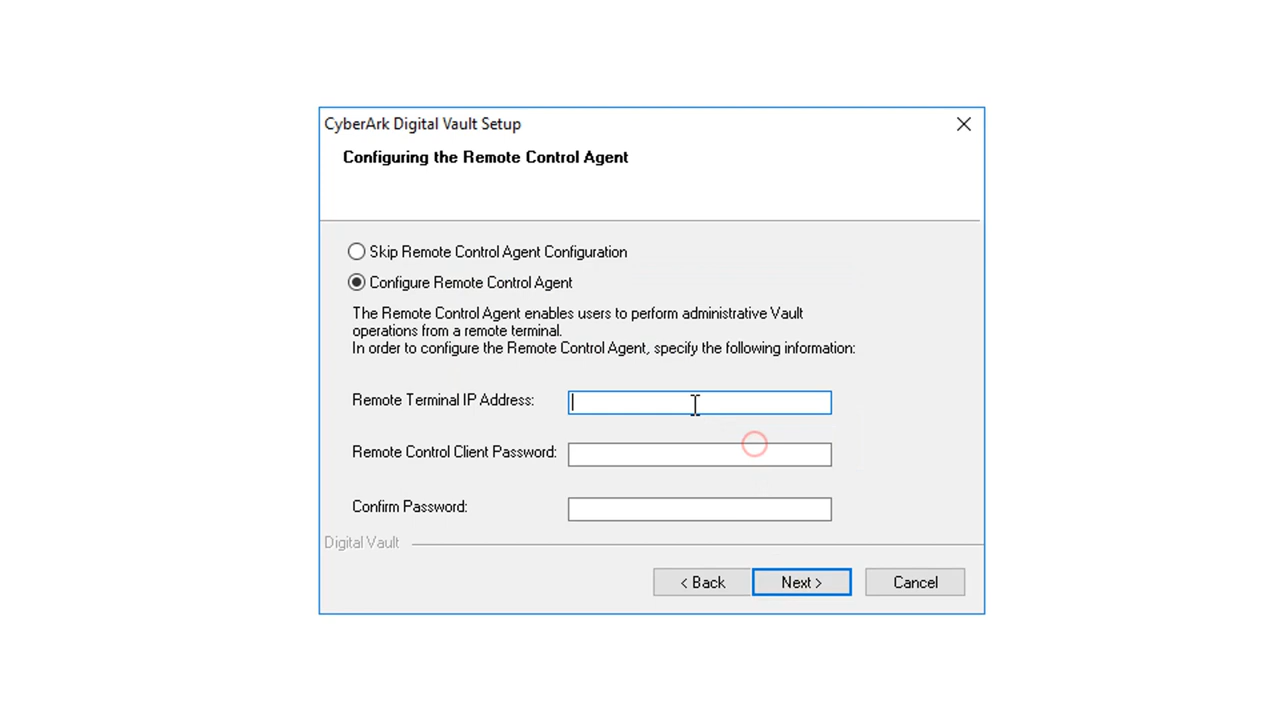 CyberArk Digital Vault Setup
Configuring the Remote Control Agent
Skip Remote Control Agent Configuration
Configure Remote Control Agent
The Remote Control Agent enables users to perform administrative Vault
operations from a remote terminal.
In order to configure the Remote Control Agent, specify the following information:
Remote Terminal IP Address:
Remote Control Client Password:
Confirm Password:
Digital Vault
< Back
Next >
Cancel